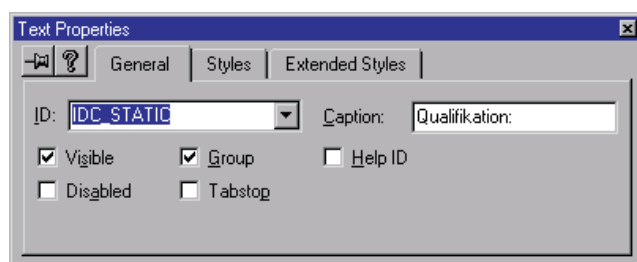 Text Properties
? General Styles Extended Styles
ID: IDC_STATIC Caption: Qualifikation:
Visible Group Help ID
Disabled Tabstop